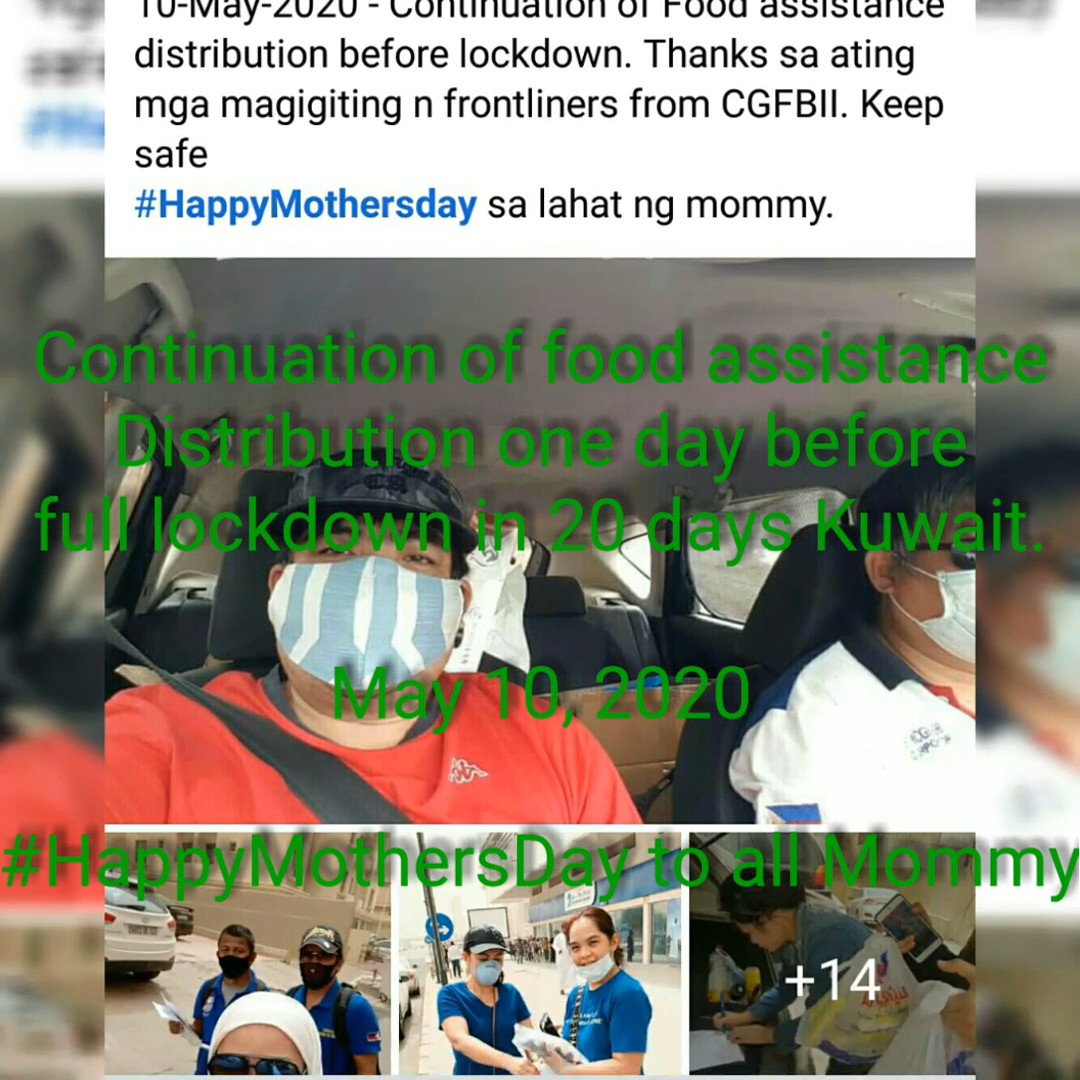 10-May-2020 - Continuation of Food assistance
distribution before lockdown. Thanks sa ating
mga magigiting n frontliners from CGFBII. Keep
safe
#HappyMothersday sa lahat ng mommy.
Continuation of food assistance
Distribution one day before
full lockdown in 20 days Kuwait.
May 10, 2020
#HappyMothersDay to all Mommy
+14